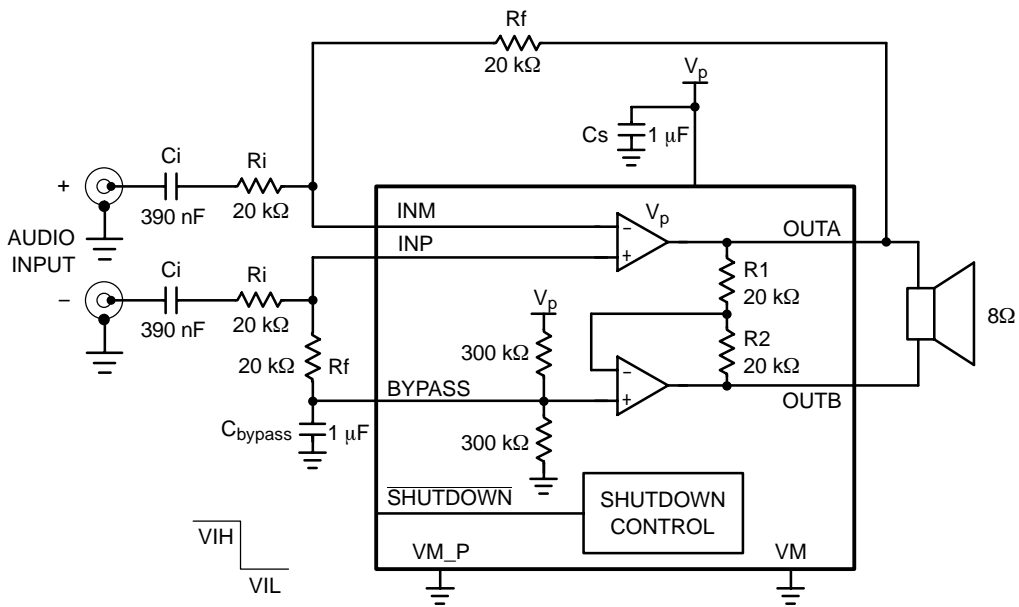 Rf
20 kΩ
Vp
Cs
1 μF
Ci
Ri
+
390 nF
20 kΩ
AUDIO
INPUT
INM
INP
Vp
−
+
OUTA
R1
20 kΩ
Ci
Ri
−
390 nF
20 kΩ
20 kΩ
Rf
Vp
300 kΩ
R2
20 kΩ
8Ω
BYPASS
−
+
OUTB
Cbypass
1 μF
300 kΩ
SHUTDOWN
SHUTDOWN
CONTROL
VIH
VIL
VM_P
VM